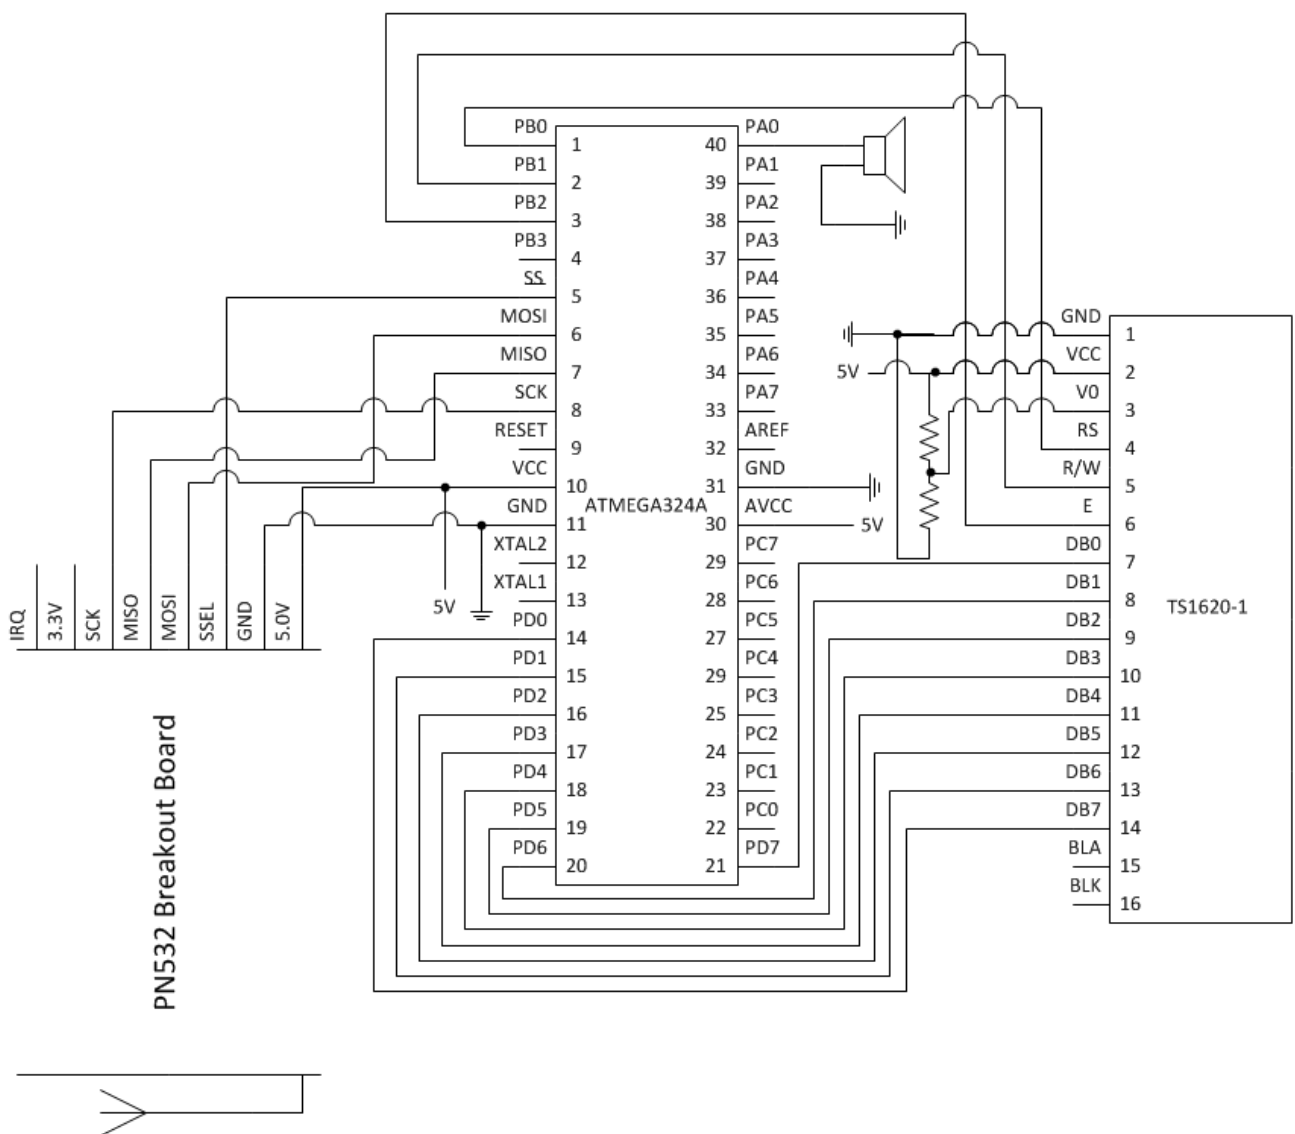 PB0
1
PB1
2
PB2
3
PB3
4
SS
5
MOSI
6
MISO
7
SCK
8
RESET
9
VCC
10
GND
11
XTAL2
12
XTAL1
13
PD0
14
PD1
15
PD2
16
PD3
17
PD4
18
PD5
19
PD6
20
ATMEGA324A
PA0
40
PA1
39
PA2
38
PA3
37
PA4
36
PA5
35
PA6
34
PA7
33
AREF
32
GND
31
AVCC
30
PC7
29
PC6
28
PC5
27
PC4
29
PC3
25
PC2
24
PC1
23
PC0
22
PD7
21
5V
5V
5V
GND
1
VCC
2
V0
3
RS
4
R/W
5
E
6
DB0
7
DB1
8
DB2
9
DB3
10
DB4
11
DB5
12
DB6
13
DB7
14
BLA
15
BLK
16
TS1620-1
IRQ
3.3V
SCK
MISO
MOSI
SSEL
GND
5.0V
PN532 Breakout Board